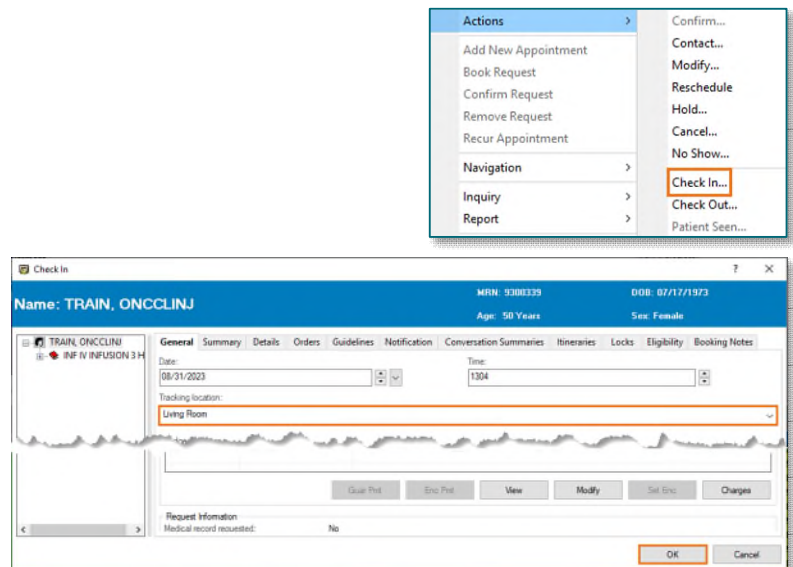 Actions
Add New Appointment
Book Request
Confirm Request
Remove Request
Recur Appointment
Navigation
Inquiry
Report
Confirm...
Contact...
Modify...
Reschedule
Hold...
Cancel...
No Show...
Check In...
Check Out...
Patient Seen...
Check In
Name: TRAIN, ONCCLINJ
MRN: 9300339
DOB: 07/17/1973
Age: 50 Years
Sex: Female
TRAIN, ONCCLINJ
INF IV INFUSION 3 H
General Summary Details Orders Guidelines Notification Conversation Summaries Itineraries Locks Eligibility Booking Notes
Date: Time:
08/31/2023 1304
Tracking location:
Living Room
Guar Pmt Enc Pmt View Modify Set Enc Charges
Request Information
Medical record requested: No
OK Cancel